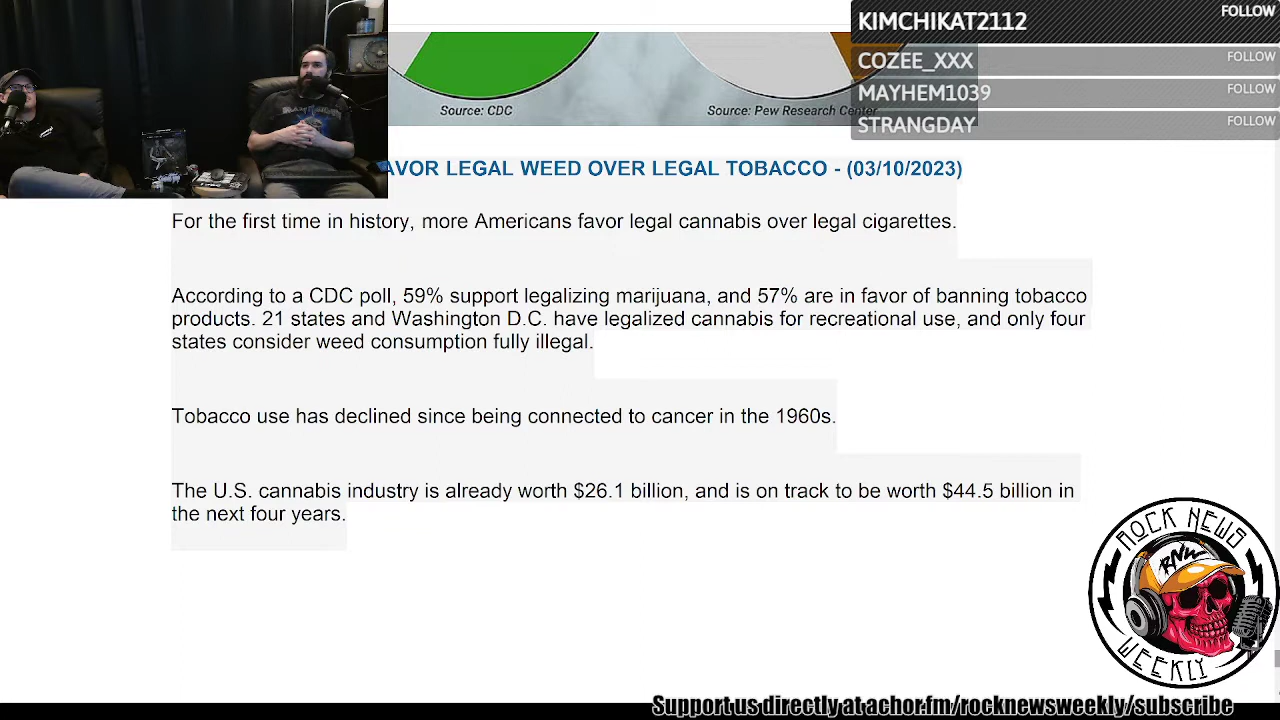 KIMCHIKAT2112 FOLLOW
COZEE_XXX FOLLOW
MAYHEM1039 FOLLOW
STRANGDAY FOLLOW
Source: CDC
Source: Pew Research Center
AVOR LEGAL WEED OVER LEGAL TOBACCO - (03/10/2023)
For the first time in history, more Americans favor legal cannabis over legal cigarettes.
According to a CDC poll, 59% support legalizing marijuana, and 57% are in favor of banning tobacco
products. 21 states and Washington D.C. have legalized cannabis for recreational use, and only four
states consider weed consumption fully illegal.
Tobacco use has declined since being connected to cancer in the 1960s.
The U.S. cannabis industry is already worth $26.1 billion, and is on track to be worth $44.5 billion in
the next four years.
ROCK NEWS
RNW
WEEKLY
Support us directly at achor.fm/rocknewsweekly/subscribe